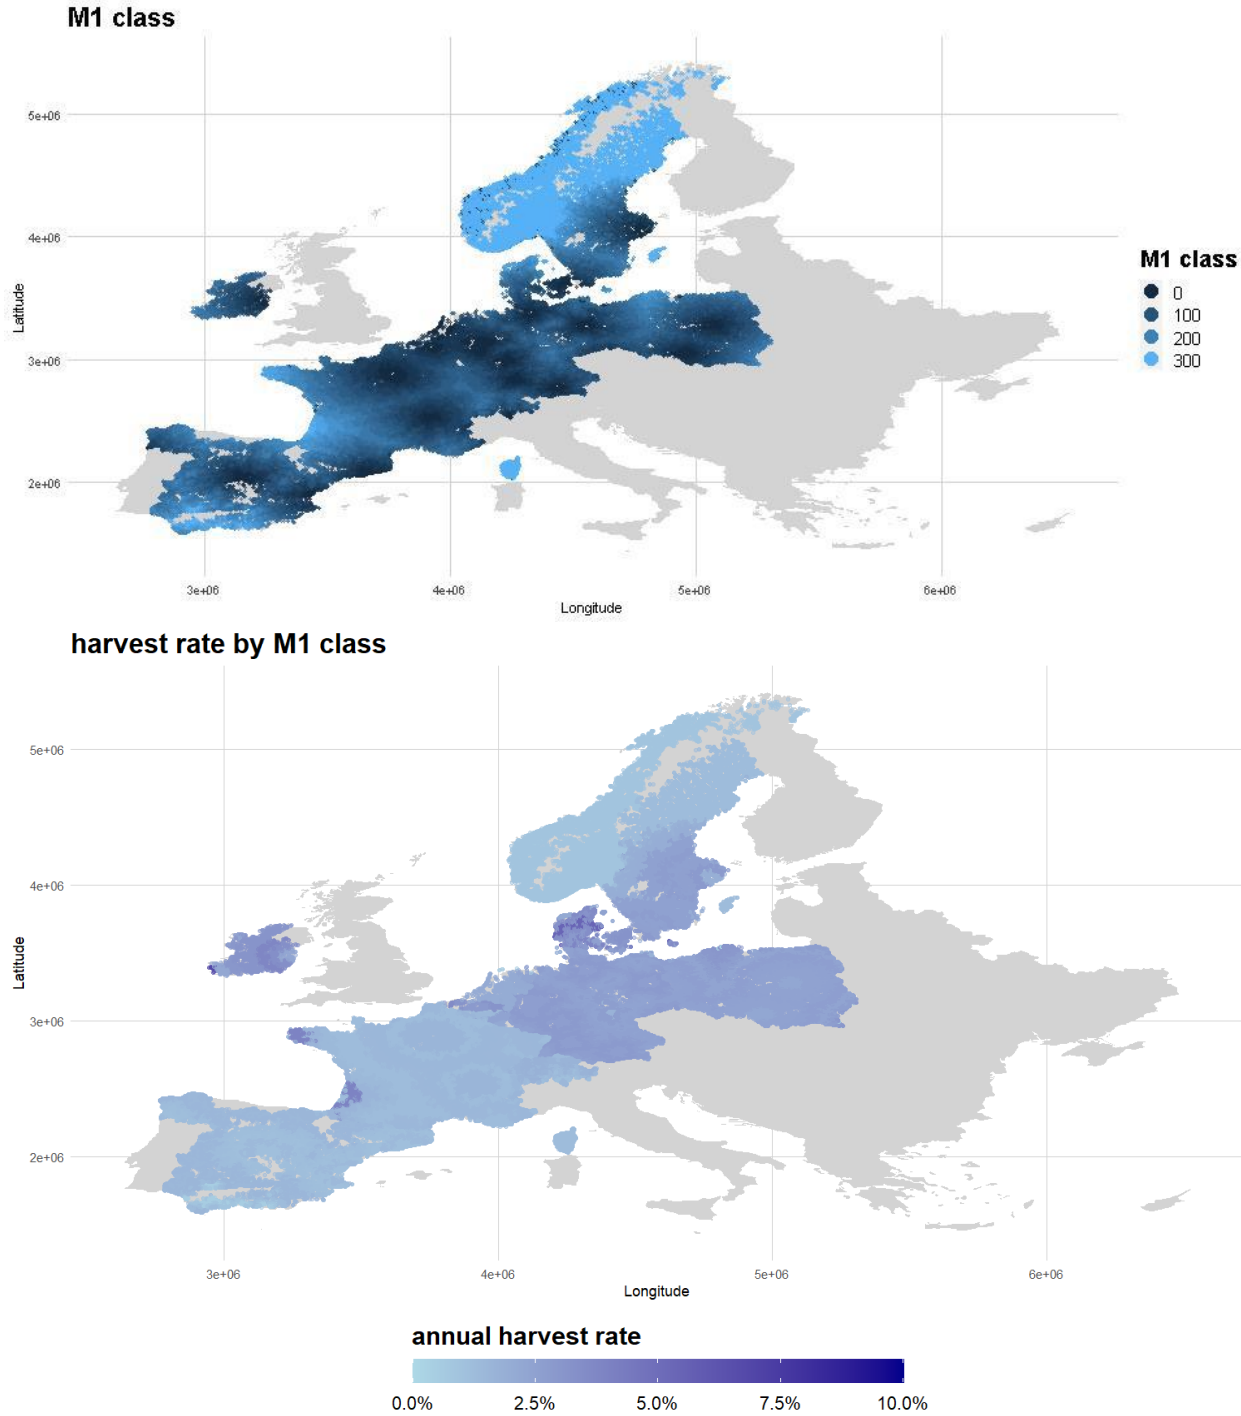 M1 class
5e+06
4e+06
3e+06
2e+06
Latitude
3e+06 4e+06 5e+06 6e+06
Longitude
M1 class
0
100
200
300
harvest rate by M1 class
5e+06
4e+06
3e+06
2e+06
Latitude
3e+06 4e+06 5e+06 6e+06
Longitude
annual harvest rate
0.0% 2.5% 5.0% 7.5% 10.0%